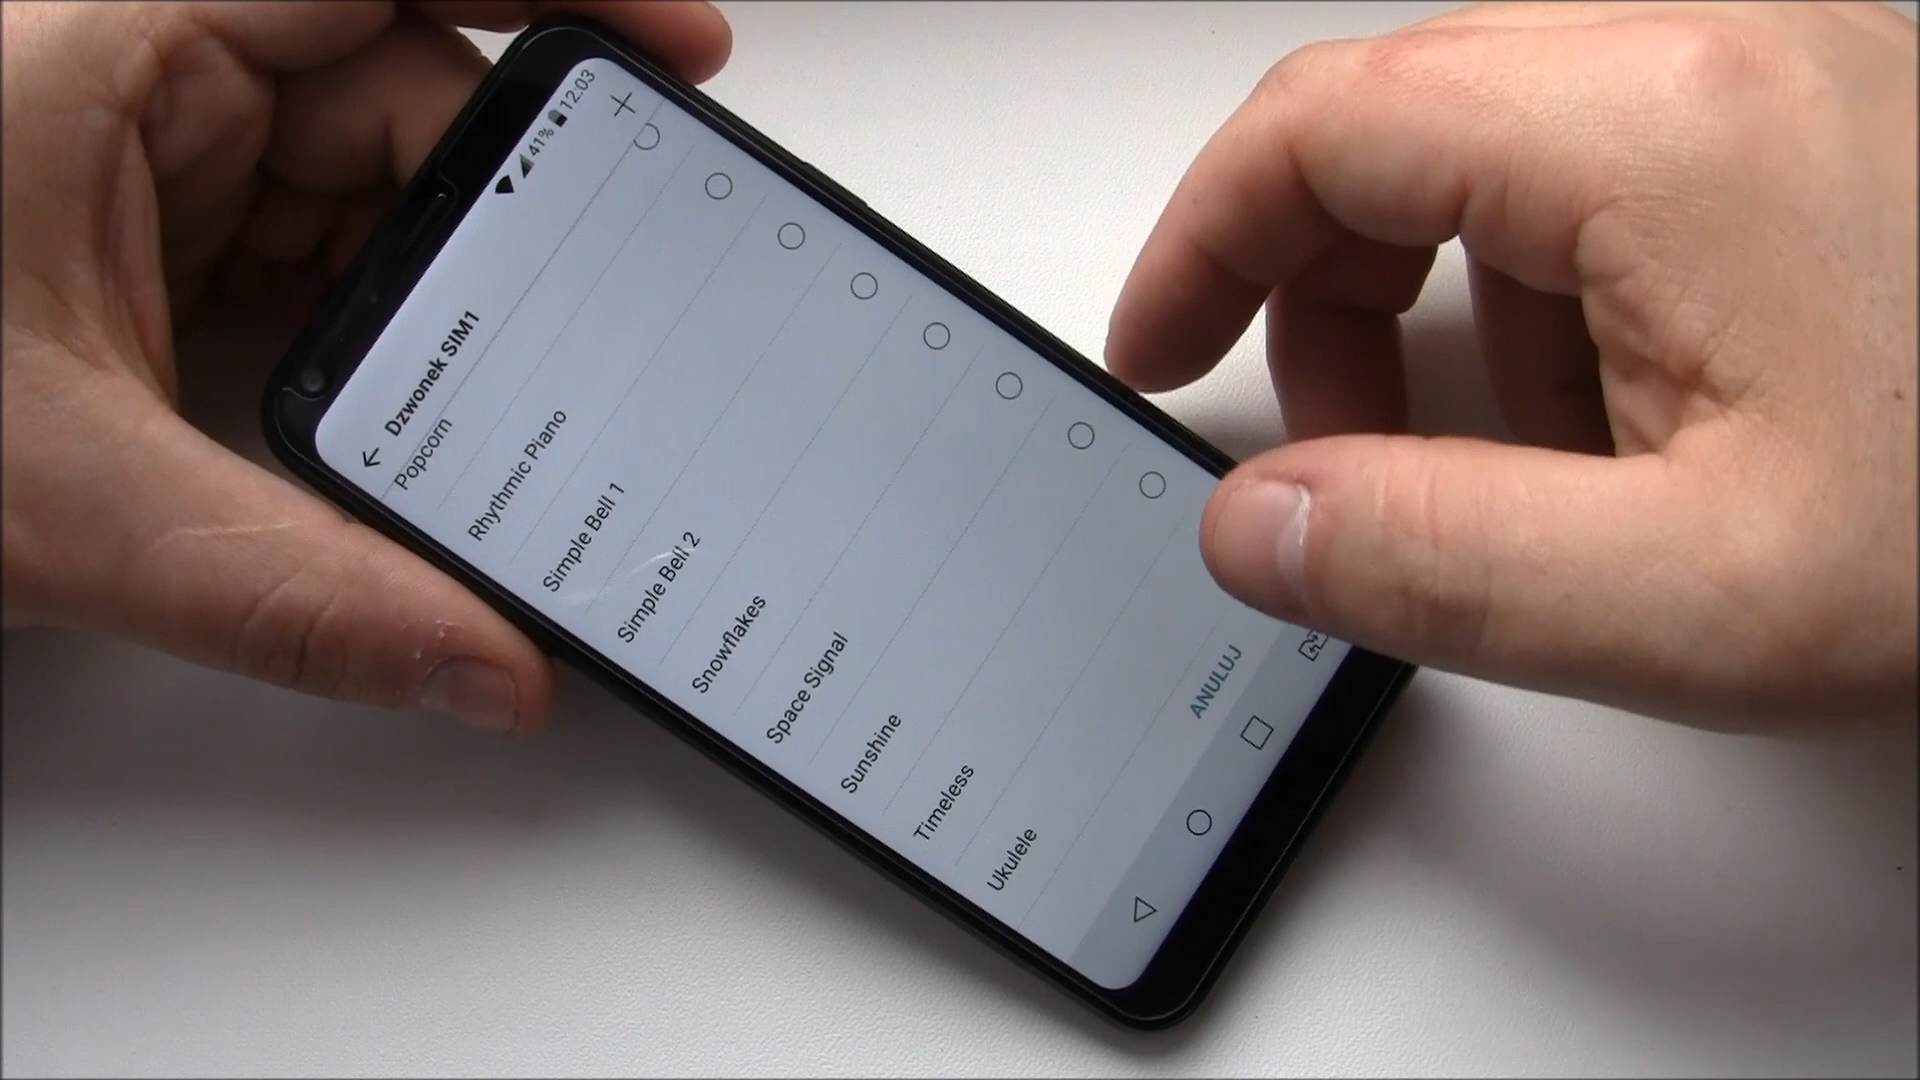 41% 12:03
Dzwonek SIM1
Popcorn
Rhythmic Piano
Simple Bell 1
Simple Bell 2
Snowflakes
Space Signal
Sunshine
Timeless
Ukulele
ANULUJ